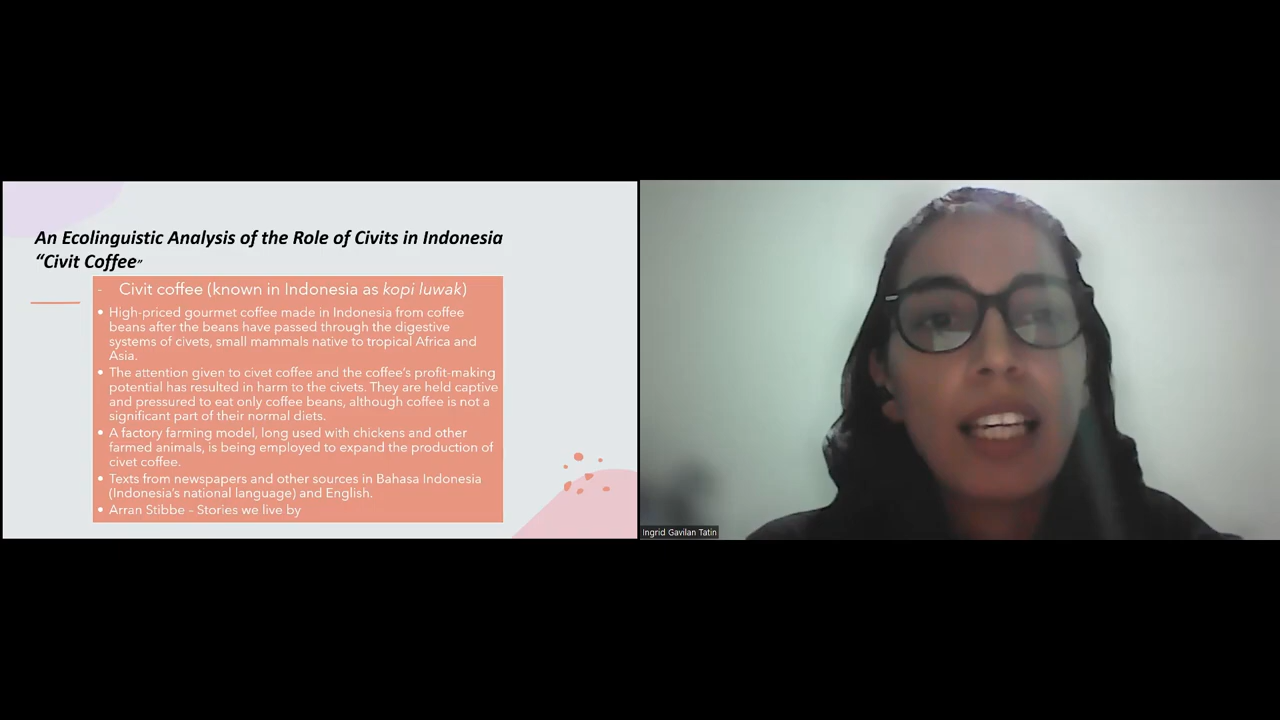 An Ecolinguistic Analysis of the Role of Civits in Indonesia
“Civit Coffee”
- Civit coffee (known in Indonesia as kopi luwak)
• High-priced gourmet coffee made in Indonesia from coffee
beans after the beans have passed through the digestive
systems of civets, small mammals native to tropical Africa and
Asia.
• The attention given to civet coffee and the coffee’s profit-making
potential has resulted in harm to the civets. They are held captive
and pressured to eat only coffee beans, although coffee is not a
significant part of their normal diets.
• A factory farming model, long used with chickens and other
farmed animals, is being employed to expand the production of
civet coffee.
• Texts from newspapers and other sources in Bahasa Indonesia
(Indonesia’s national language) and English.
• Arran Stibbe – Stories we live by
Ingrid Gavilan Tatin